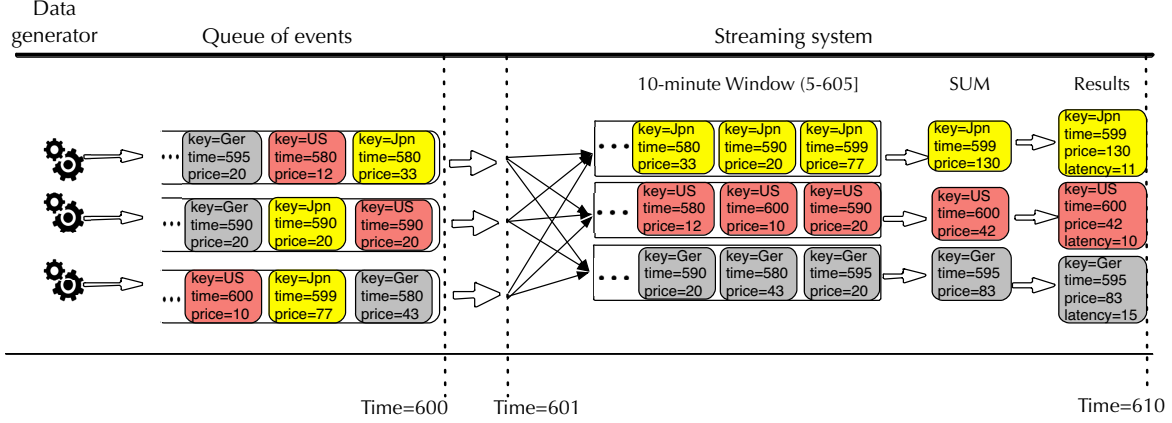 Data
generator
Queue of events
Streaming system
10-minute Window (5-605]
SUM
Results
key=Ger
time=595
price=20
key=US
time=580
price=12
key=Jpn
time=580
price=33
key=Ger
time=590
price=20
key=Jpn
time=590
price=20
key=US
time=590
price=20
key=US
time=600
price=10
key=Jpn
time=599
price=77
key=Ger
time=580
price=43
key=Jpn
time=580
price=33
key=Jpn
time=590
price=20
key=Jpn
time=599
price=77
key=US
time=580
price=12
key=US
time=600
price=10
key=US
time=590
price=20
key=Ger
time=590
price=20
key=Ger
time=580
price=43
key=Ger
time=595
price=20
key=Jpn
time=599
price=130
key=US
time=600
price=42
key=Ger
time=595
price=83
key=Jpn
time=599
price=130
latency=11
key=US
time=600
price=42
latency=10
key=Ger
time=595
price=83
latency=15
Time=600
Time=601
Time=610